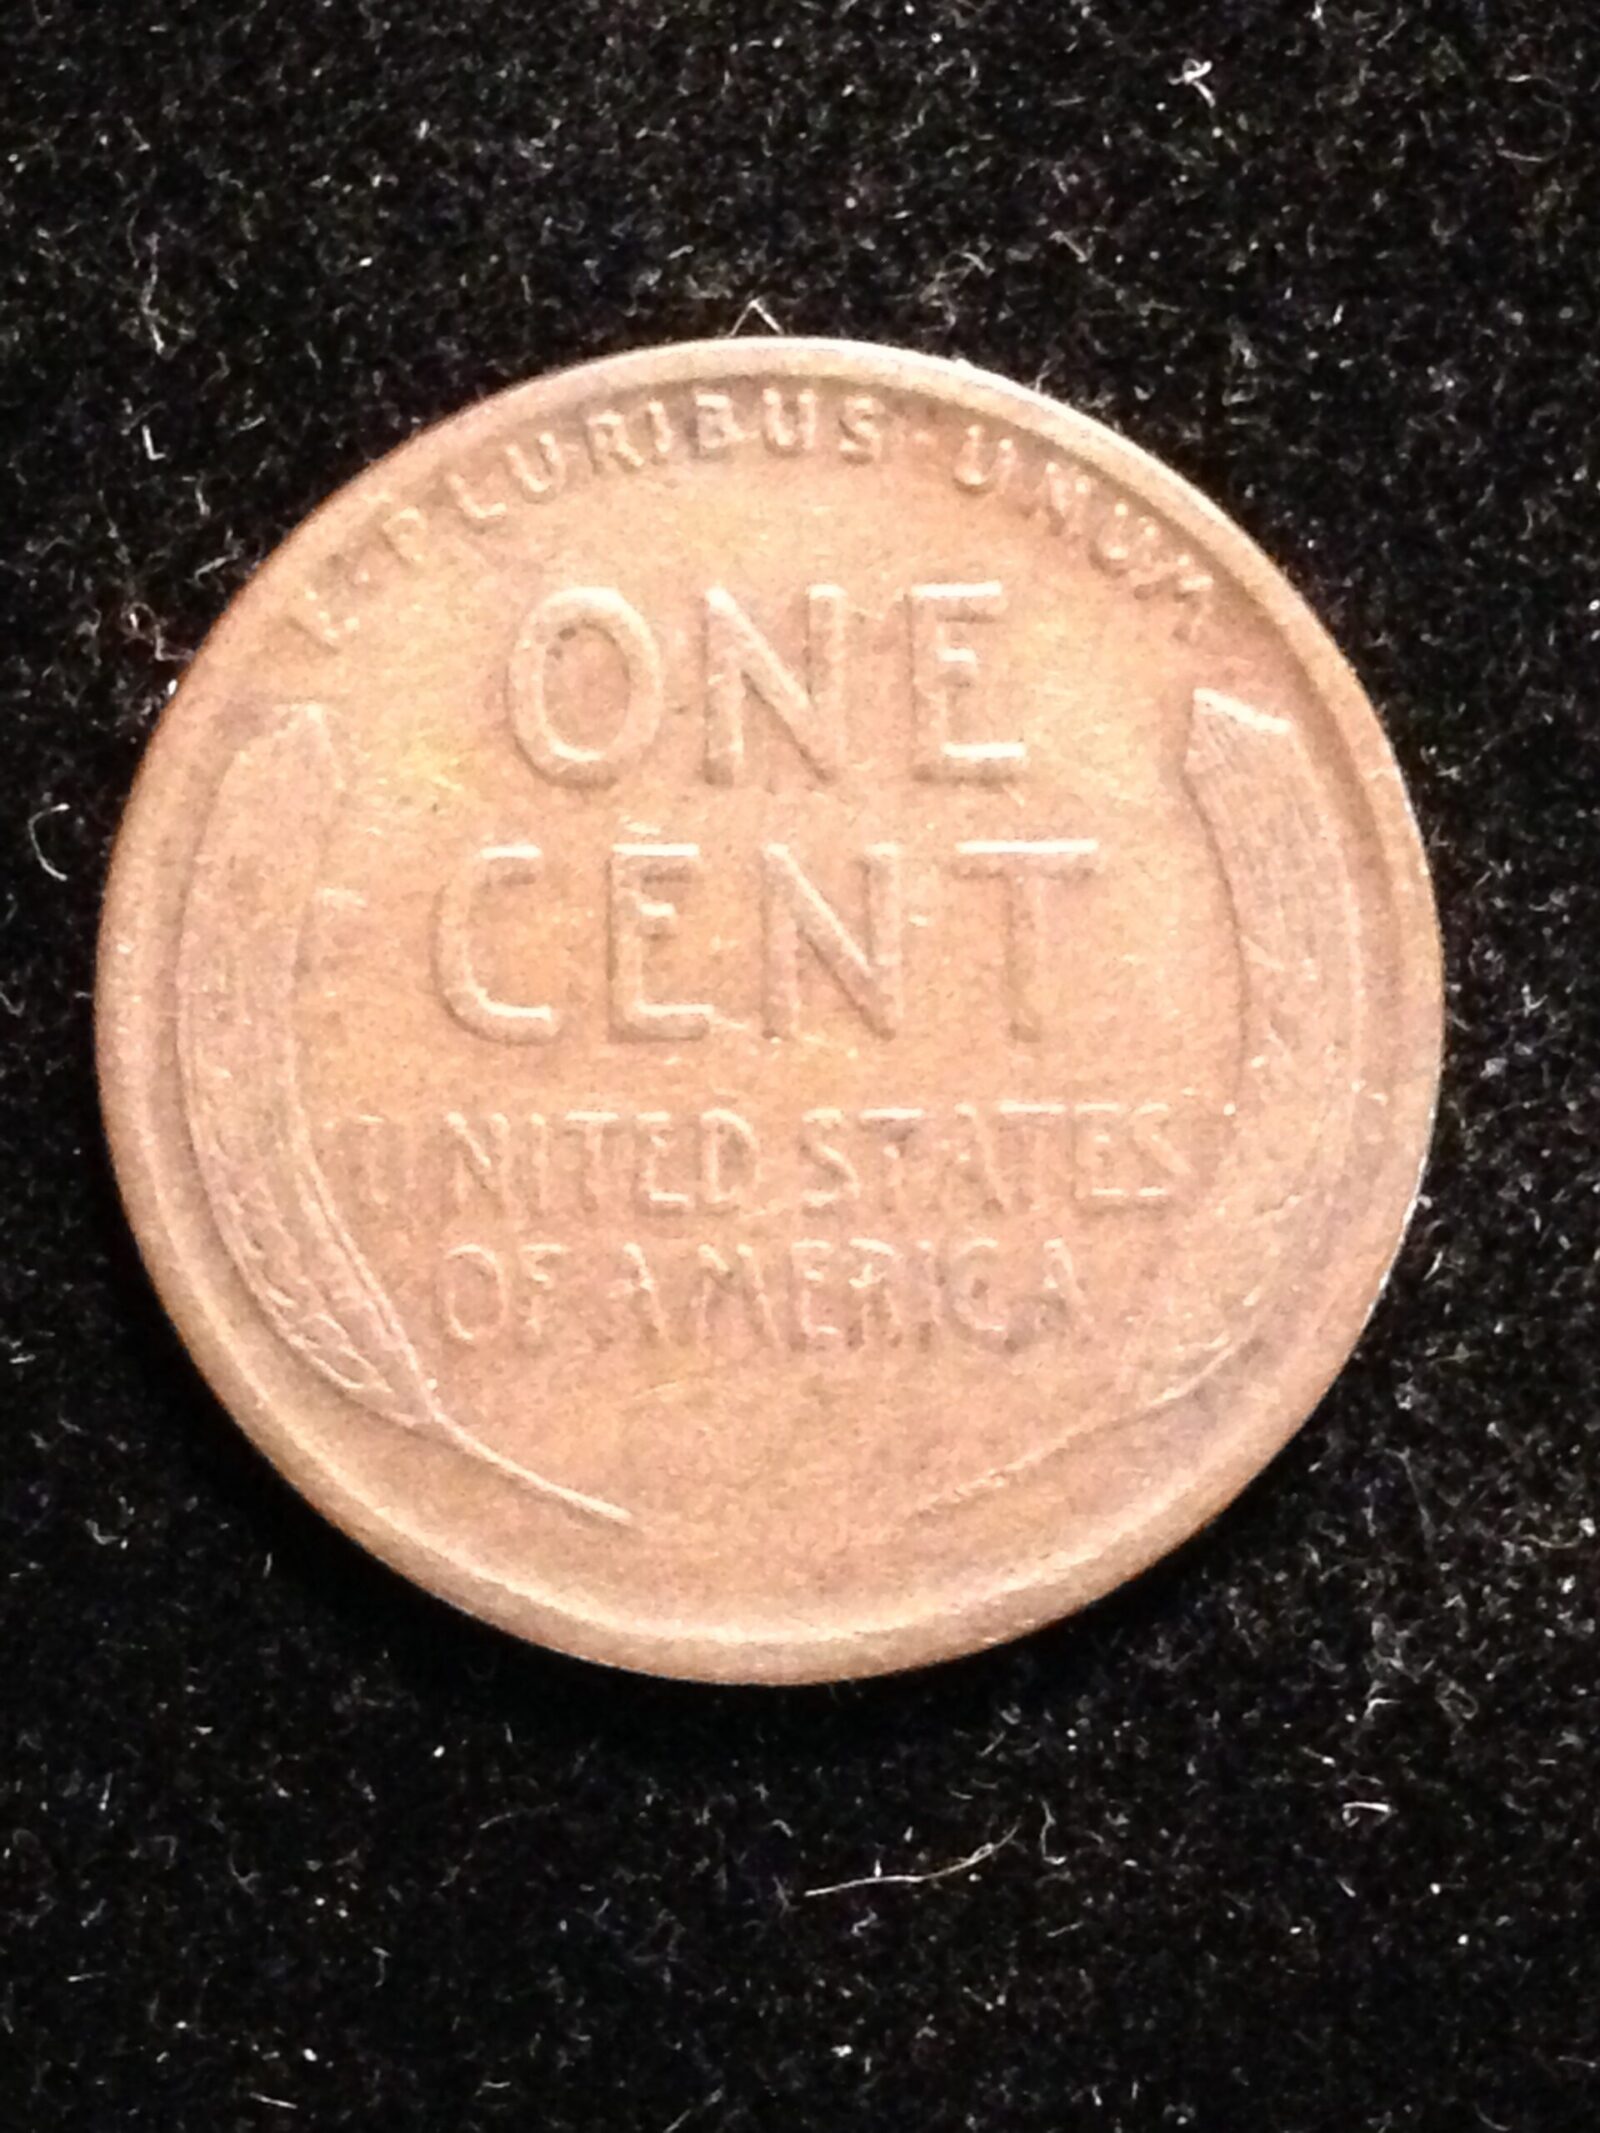 E·PLURIBUS·UNUM
ONE
CENT
UNITED STATES
OF AMERICA